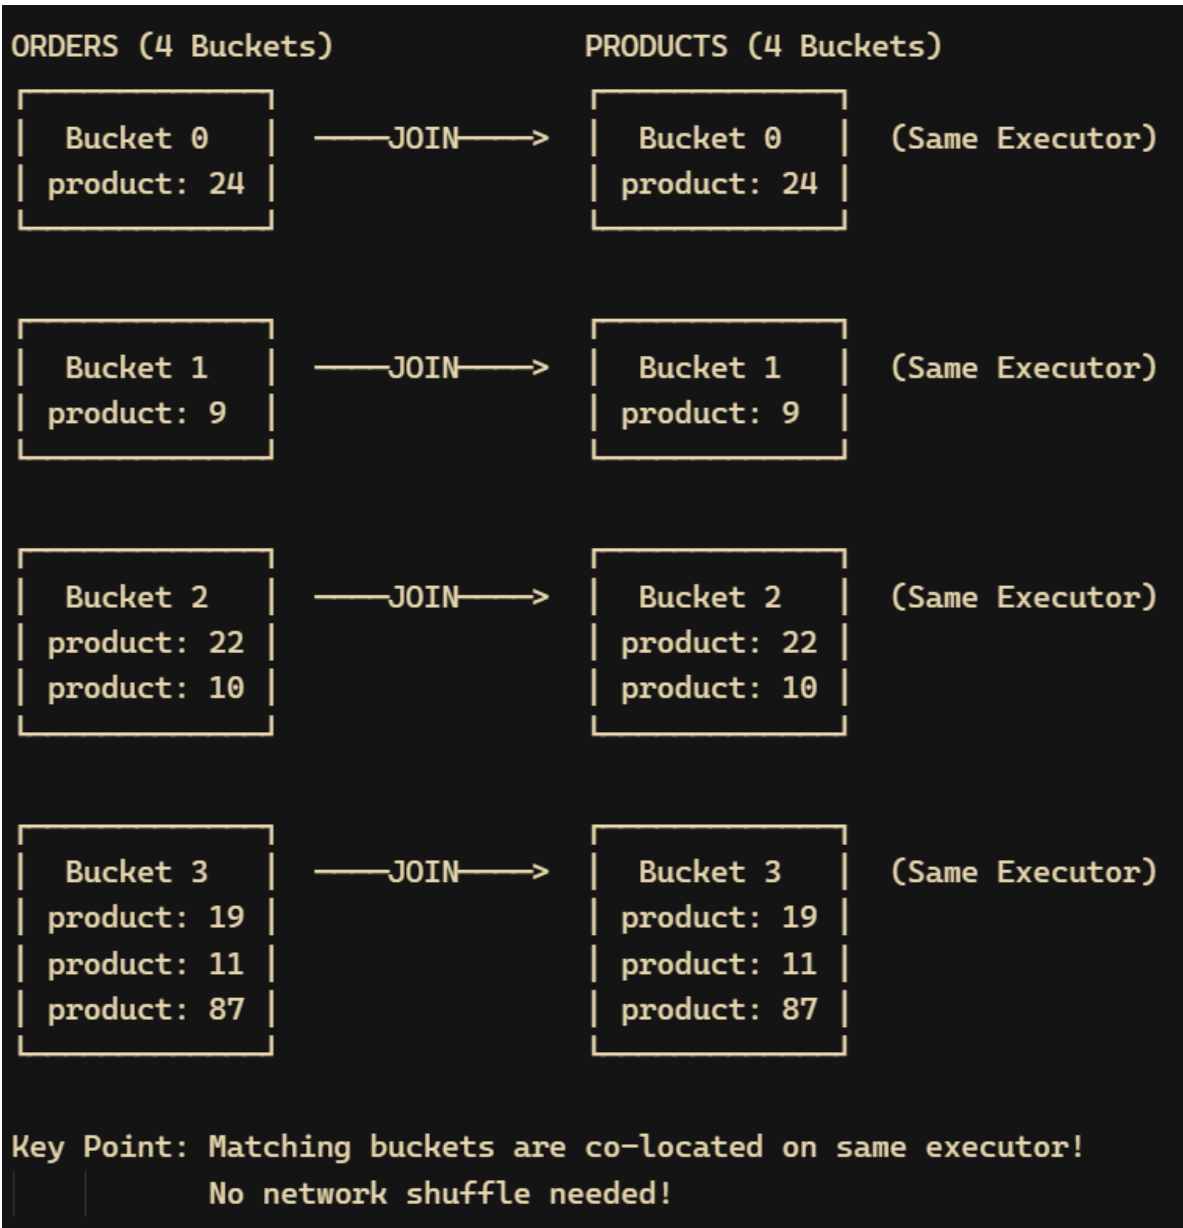 ORDERS (4 Buckets) PRODUCTS (4 Buckets)
Bucket 0 ────JOIN────> Bucket 0 (Same Executor)
product: 24 product: 24
Bucket 1 ────JOIN────> Bucket 1 (Same Executor)
product: 9 product: 9
Bucket 2 ────JOIN────> Bucket 2 (Same Executor)
product: 22 product: 22
product: 10 product: 10
Bucket 3 ────JOIN────> Bucket 3 (Same Executor)
product: 19 product: 19
product: 11 product: 11
product: 87 product: 87
Key Point: Matching buckets are co-located on same executor!
No network shuffle needed!